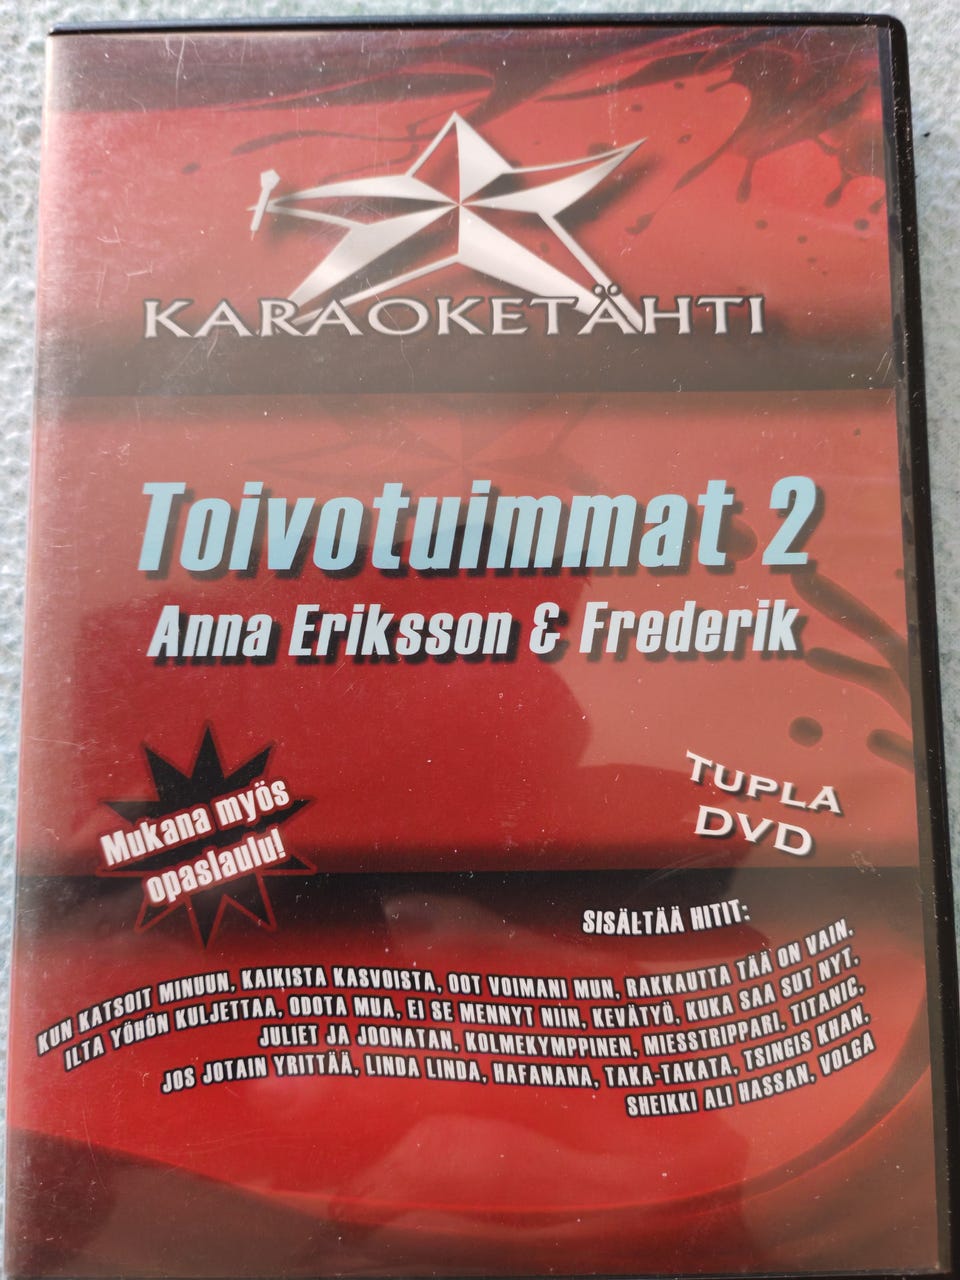 KARAOKETÄHTI
Toivotuimmat 2
Anna Eriksson & Frederik
Mukana myös
opaslaulu!
TUPLA
DVD
SISÄLTÄÄ HITIT:
KUN KATSOIT MINUUN, KAIKISTA KASVOISTA, OOT VOIMANI MUN, RAKKAUTTA TÄÄ ON VAIN,
ILTA YÖHÖN KULJETTAA, ODOTA MUA, EI SE MENNYT NIIN, KEVÄTYÖ, KUKA SAA SUT NYT,
JULIET JA JOONATAN, KOLMEKYMPPINEN, MIESSTRIPPARI, TITANIC,
JOS JOTAIN YRITTÄÄ, LINDA LINDA, HAFANANA, TAKA-TAKATA, TSINGIS KHAN,
SHEIKKI ALI HASSAN, VOLGA